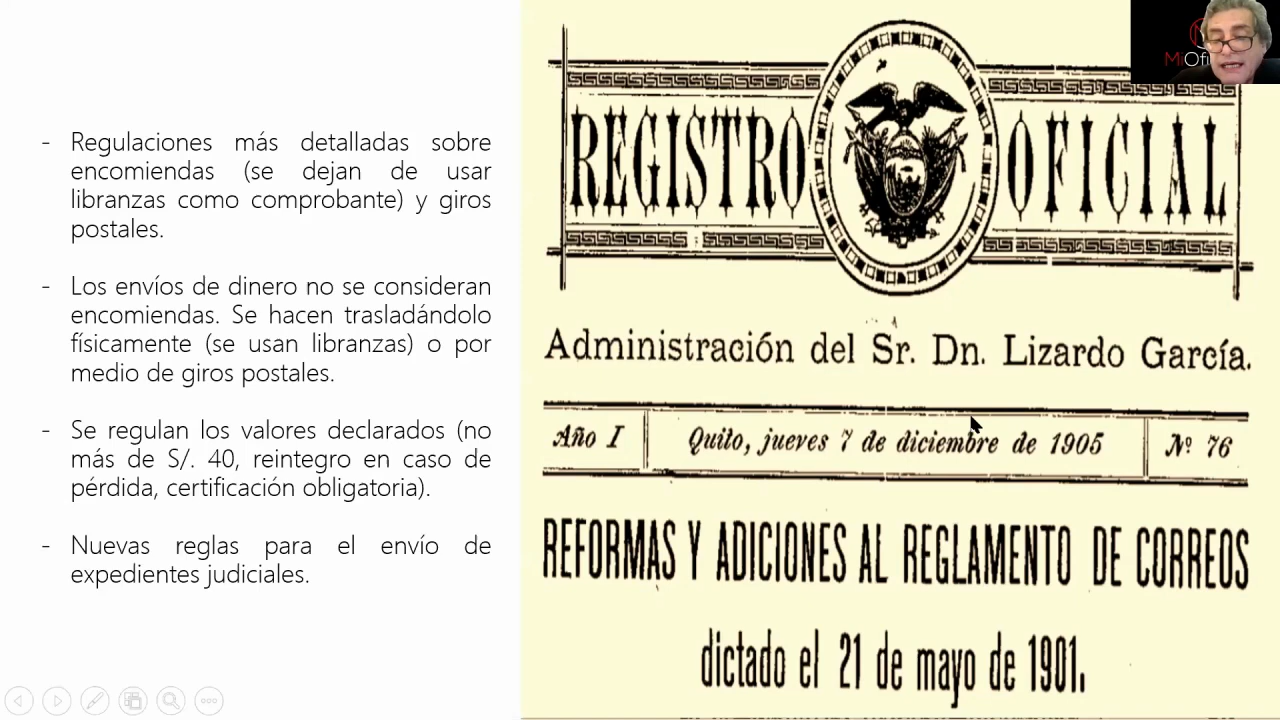 - Regulaciones más detalladas sobre
encomiendas (se dejan de usar
libranzas como comprobante) y giros
postales.
- Los envíos de dinero no se consideran
encomiendas. Se hacen trasladándolo
físicamente (se usan libranzas) o por
medio de giros postales.
- Se regulan los valores declarados (no
más de S/. 40, reintegro en caso de
pérdida, certificación obligatoria).
- Nuevas reglas para el envío de
expedientes judiciales.
REGISTRO OFICIAL
Administración del Sr. Dn. Lizardo García.
Año I Quito, jueves 7 de diciembre de 1905 Nº 76
REFORMAS Y ADICIONES AL REGLAMENTO DE CORREOS
dictado el 21 de mayo de 1901.